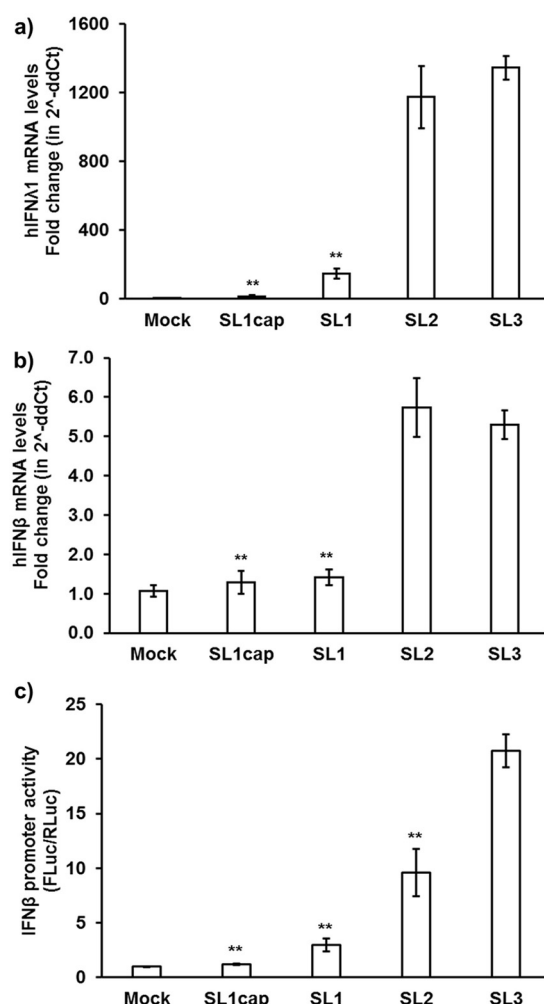 a)
hIFNλ1 mRNA levels
Fold change (in 2^-ddCt)
1600
1200
800
400
0
**
**
Mock SL1cap SL1 SL2 SL3
b)
hIFNβ mRNA levels
Fold change (in 2^-ddCt)
7.0
6.0
5.0
4.0
3.0
2.0
1.0
0.0
**
**
Mock SL1cap SL1 SL2 SL3
c)
IFNβ promoter activity
(FLuc/RLuc)
25
20
15
10
5
0
**
**
**
Mock SL1cap SL1 SL2 SL3